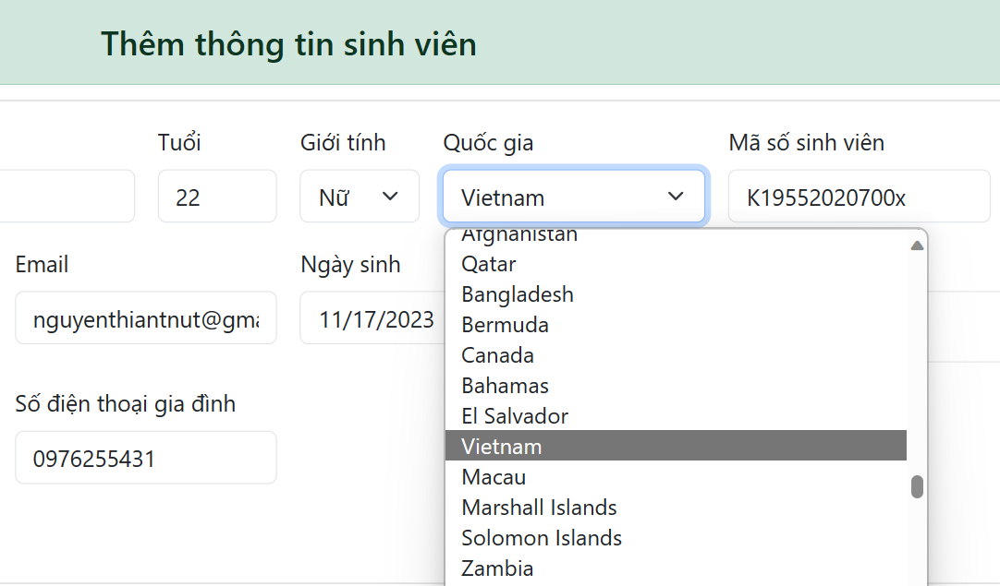 Thêm thông tin sinh viên
Tuổi
Giới tính
Quốc gia
Mã số sinh viên
22
Nữ
Vietnam
K19552020700x
Email
Ngày sinh
nguyenthiantnut@gma
11/17/2023
Số điện thoại gia đình
0976255431
Afghanistan
Qatar
Bangladesh
Bermuda
Canada
Bahamas
El Salvador
Vietnam
Macau
Marshall Islands
Solomon Islands
Zambia